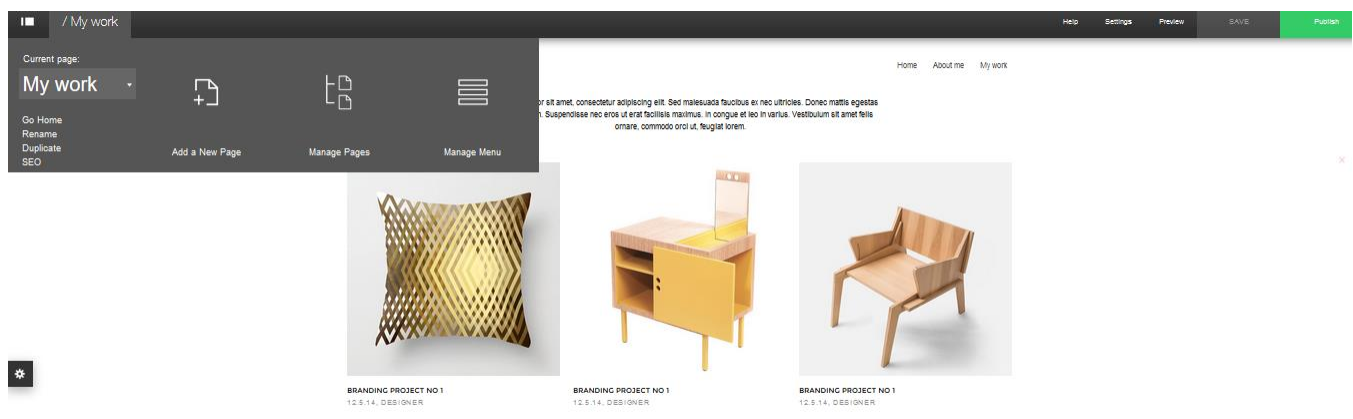 / My work
Help
Settings
Preview
SAVE
Publish
Current page:
My work
Go Home
Rename
Duplicate
SEO
Add a New Page
Manage Pages
Manage Menu
Home
About me
My work
or sit amet, consectetur adipiscing elit. Sed malesuada faucibus ex nec ultricies. Donec mattis egestas
. Suspendisse nec eros ut erat facilisis maximus. In congue et leo in varius. Vestibulum sit amet felis
ornare, commodo orci ut, feugiat lorem.
BRANDING PROJECT NO 1
12.5.14, DESIGNER
BRANDING PROJECT NO 1
12.5.14, DESIGNER
BRANDING PROJECT NO 1
12.5.14, DESIGNER